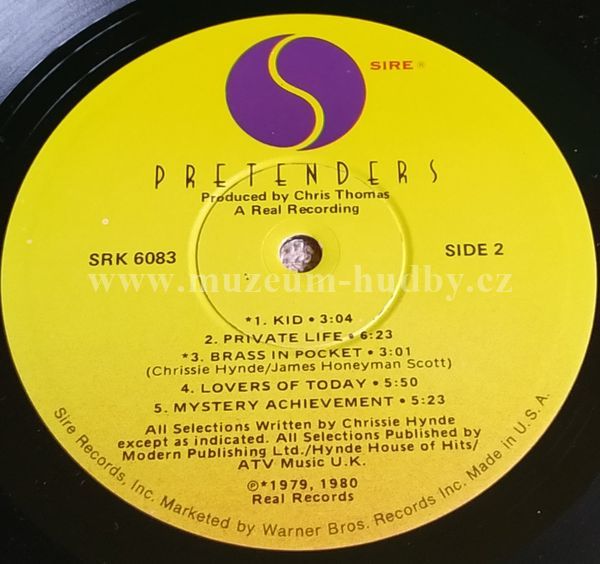 SIRE ®
PRETENDERS
Produced by Chris Thomas
A Real Recording
SRK 6083
SIDE 2
www.muzeum-hudby.cz
*1. KID • 3:04
2. PRIVATE LIFE • 6:23
*3. BRASS IN POCKET • 3:01
(Chrissie Hynde/James Honeyman Scott)
4. LOVERS OF TODAY • 5:50
5. MYSTERY ACHIEVEMENT • 5:23
All Selections Written by Chrissie Hynde
except as indicated. All Selections Published by
Modern Publishing Ltd./Hynde House of Hits/
ATV Music U.K.
℗*1979, 1980
Real Records
Sire Records, Inc. Marketed by Warner Bros. Records Inc. Made in U.S.A.